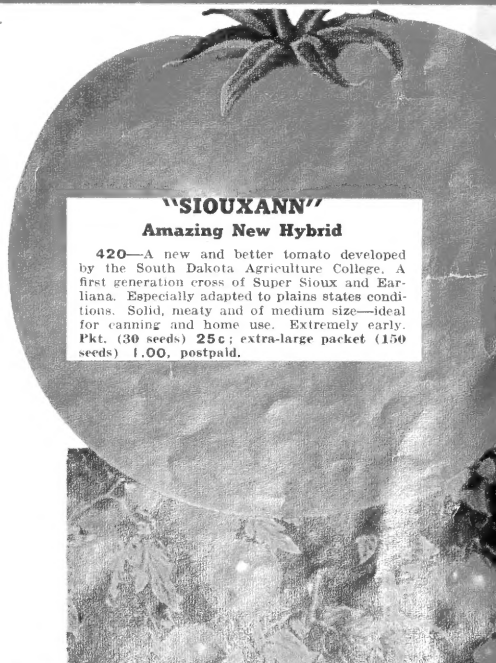 "SIOUXANN"
Amazing New Hybrid
420—A new and better tomato developed
by the South Dakota Agriculture College. A
first generation cross of Super Sioux and Ear-
liana. Especially adapted to plains states condi-
tions. Solid, meaty and of medium size—ideal
for canning and home use. Extremely early.
Pkt. (30 seeds) 25c; extra-large packet (150
seeds) 1.00, postpaid.